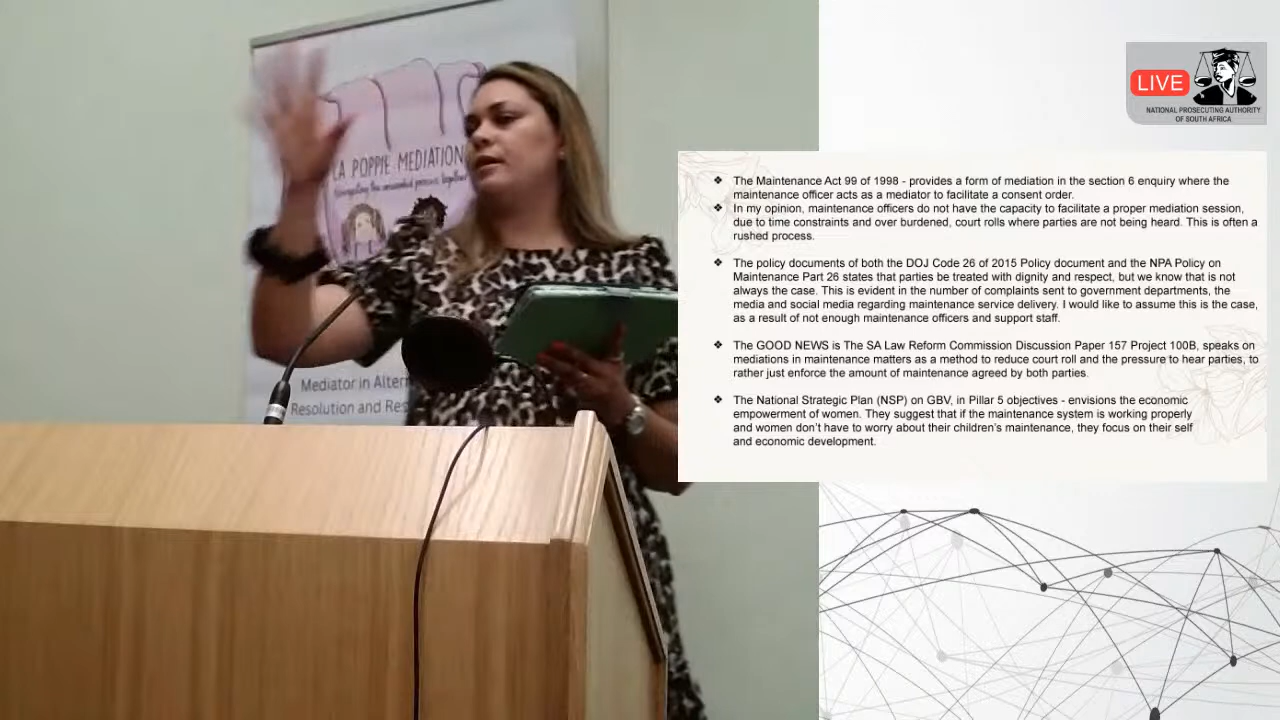 LA POPPIE MEDIATION
Navigating the unraveled process together
Mediator in Altern
Resolution and Res
LIVE
NATIONAL PROSECUTING AUTHORITY
OF SOUTH AFRICA
❖ The Maintenance Act 99 of 1998 - provides a form of mediation in the section 6 enquiry where the
maintenance officer acts as a mediator to facilitate a consent order.
❖ In my opinion, maintenance officers do not have the capacity to facilitate a proper mediation session,
due to time constraints and over burdened, court rolls where parties are not being heard. This is often a
rushed process.
❖ The policy documents of both the DOJ Code 26 of 2015 Policy document and the NPA Policy on
Maintenance Part 26 states that parties be treated with dignity and respect, but we know that is not
always the case. This is evident in the number of complaints sent to government departments, the
media and social media regarding maintenance service delivery. I would like to assume this is the case,
as a result of not enough maintenance officers and support staff.
❖ The GOOD NEWS is The SA Law Reform Commission Discussion Paper 157 Project 100B, speaks on
mediations in maintenance matters as a method to reduce court roll and the pressure to hear parties, to
rather just enforce the amount of maintenance agreed by both parties.
❖ The National Strategic Plan (NSP) on GBV, in Pillar 5 objectives - envisions the economic
empowerment of women. They suggest that if the maintenance system is working properly
and women don't have to worry about their children's maintenance, they focus on their self
and economic development.